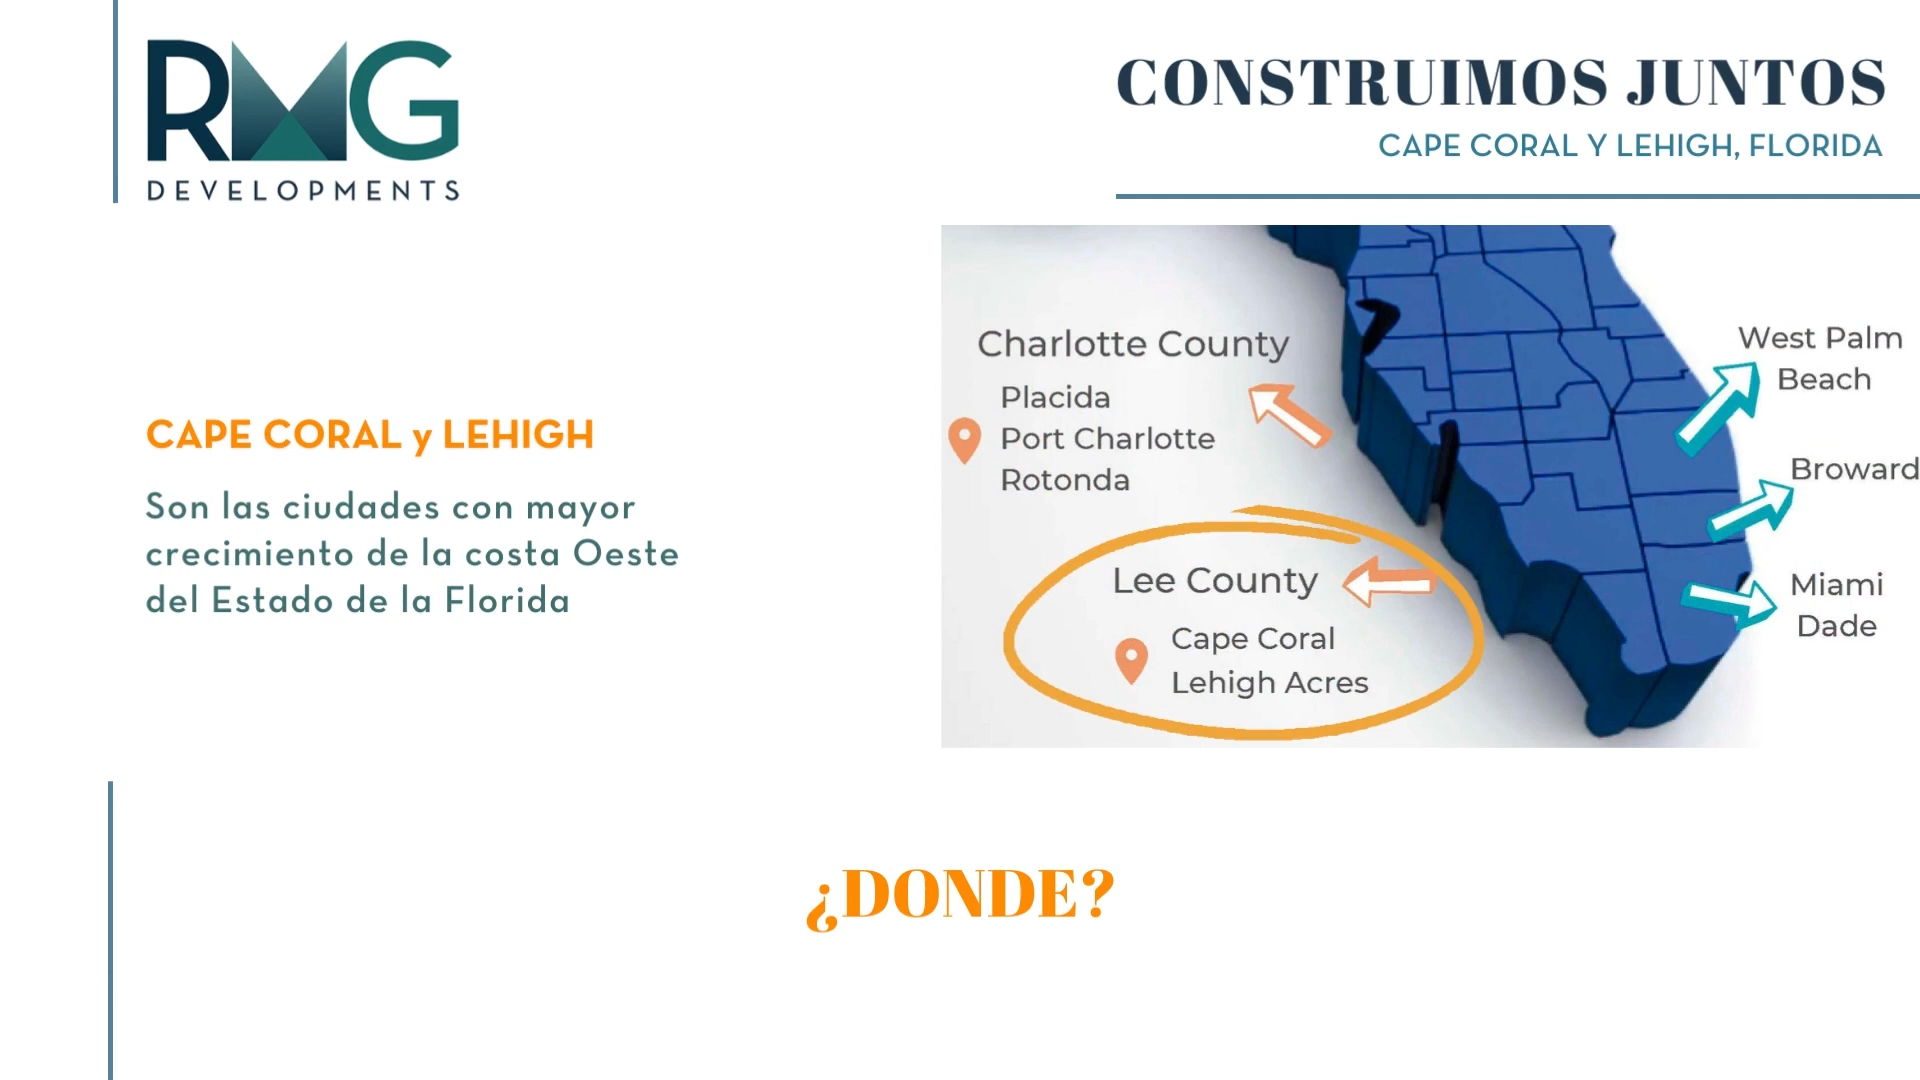 RMG
DEVELOPMENTS
CONSTRUIMOS JUNTOS
CAPE CORAL Y LEHIGH, FLORIDA
CAPE CORAL y LEHIGH
Son las ciudades con mayor
crecimiento de la costa Oeste
del Estado de la Florida
Charlotte County
Placida
Port Charlotte
Rotonda
Lee County
Cape Coral
Lehigh Acres
West Palm
Beach
Broward
Miami
Dade
¿DONDE?